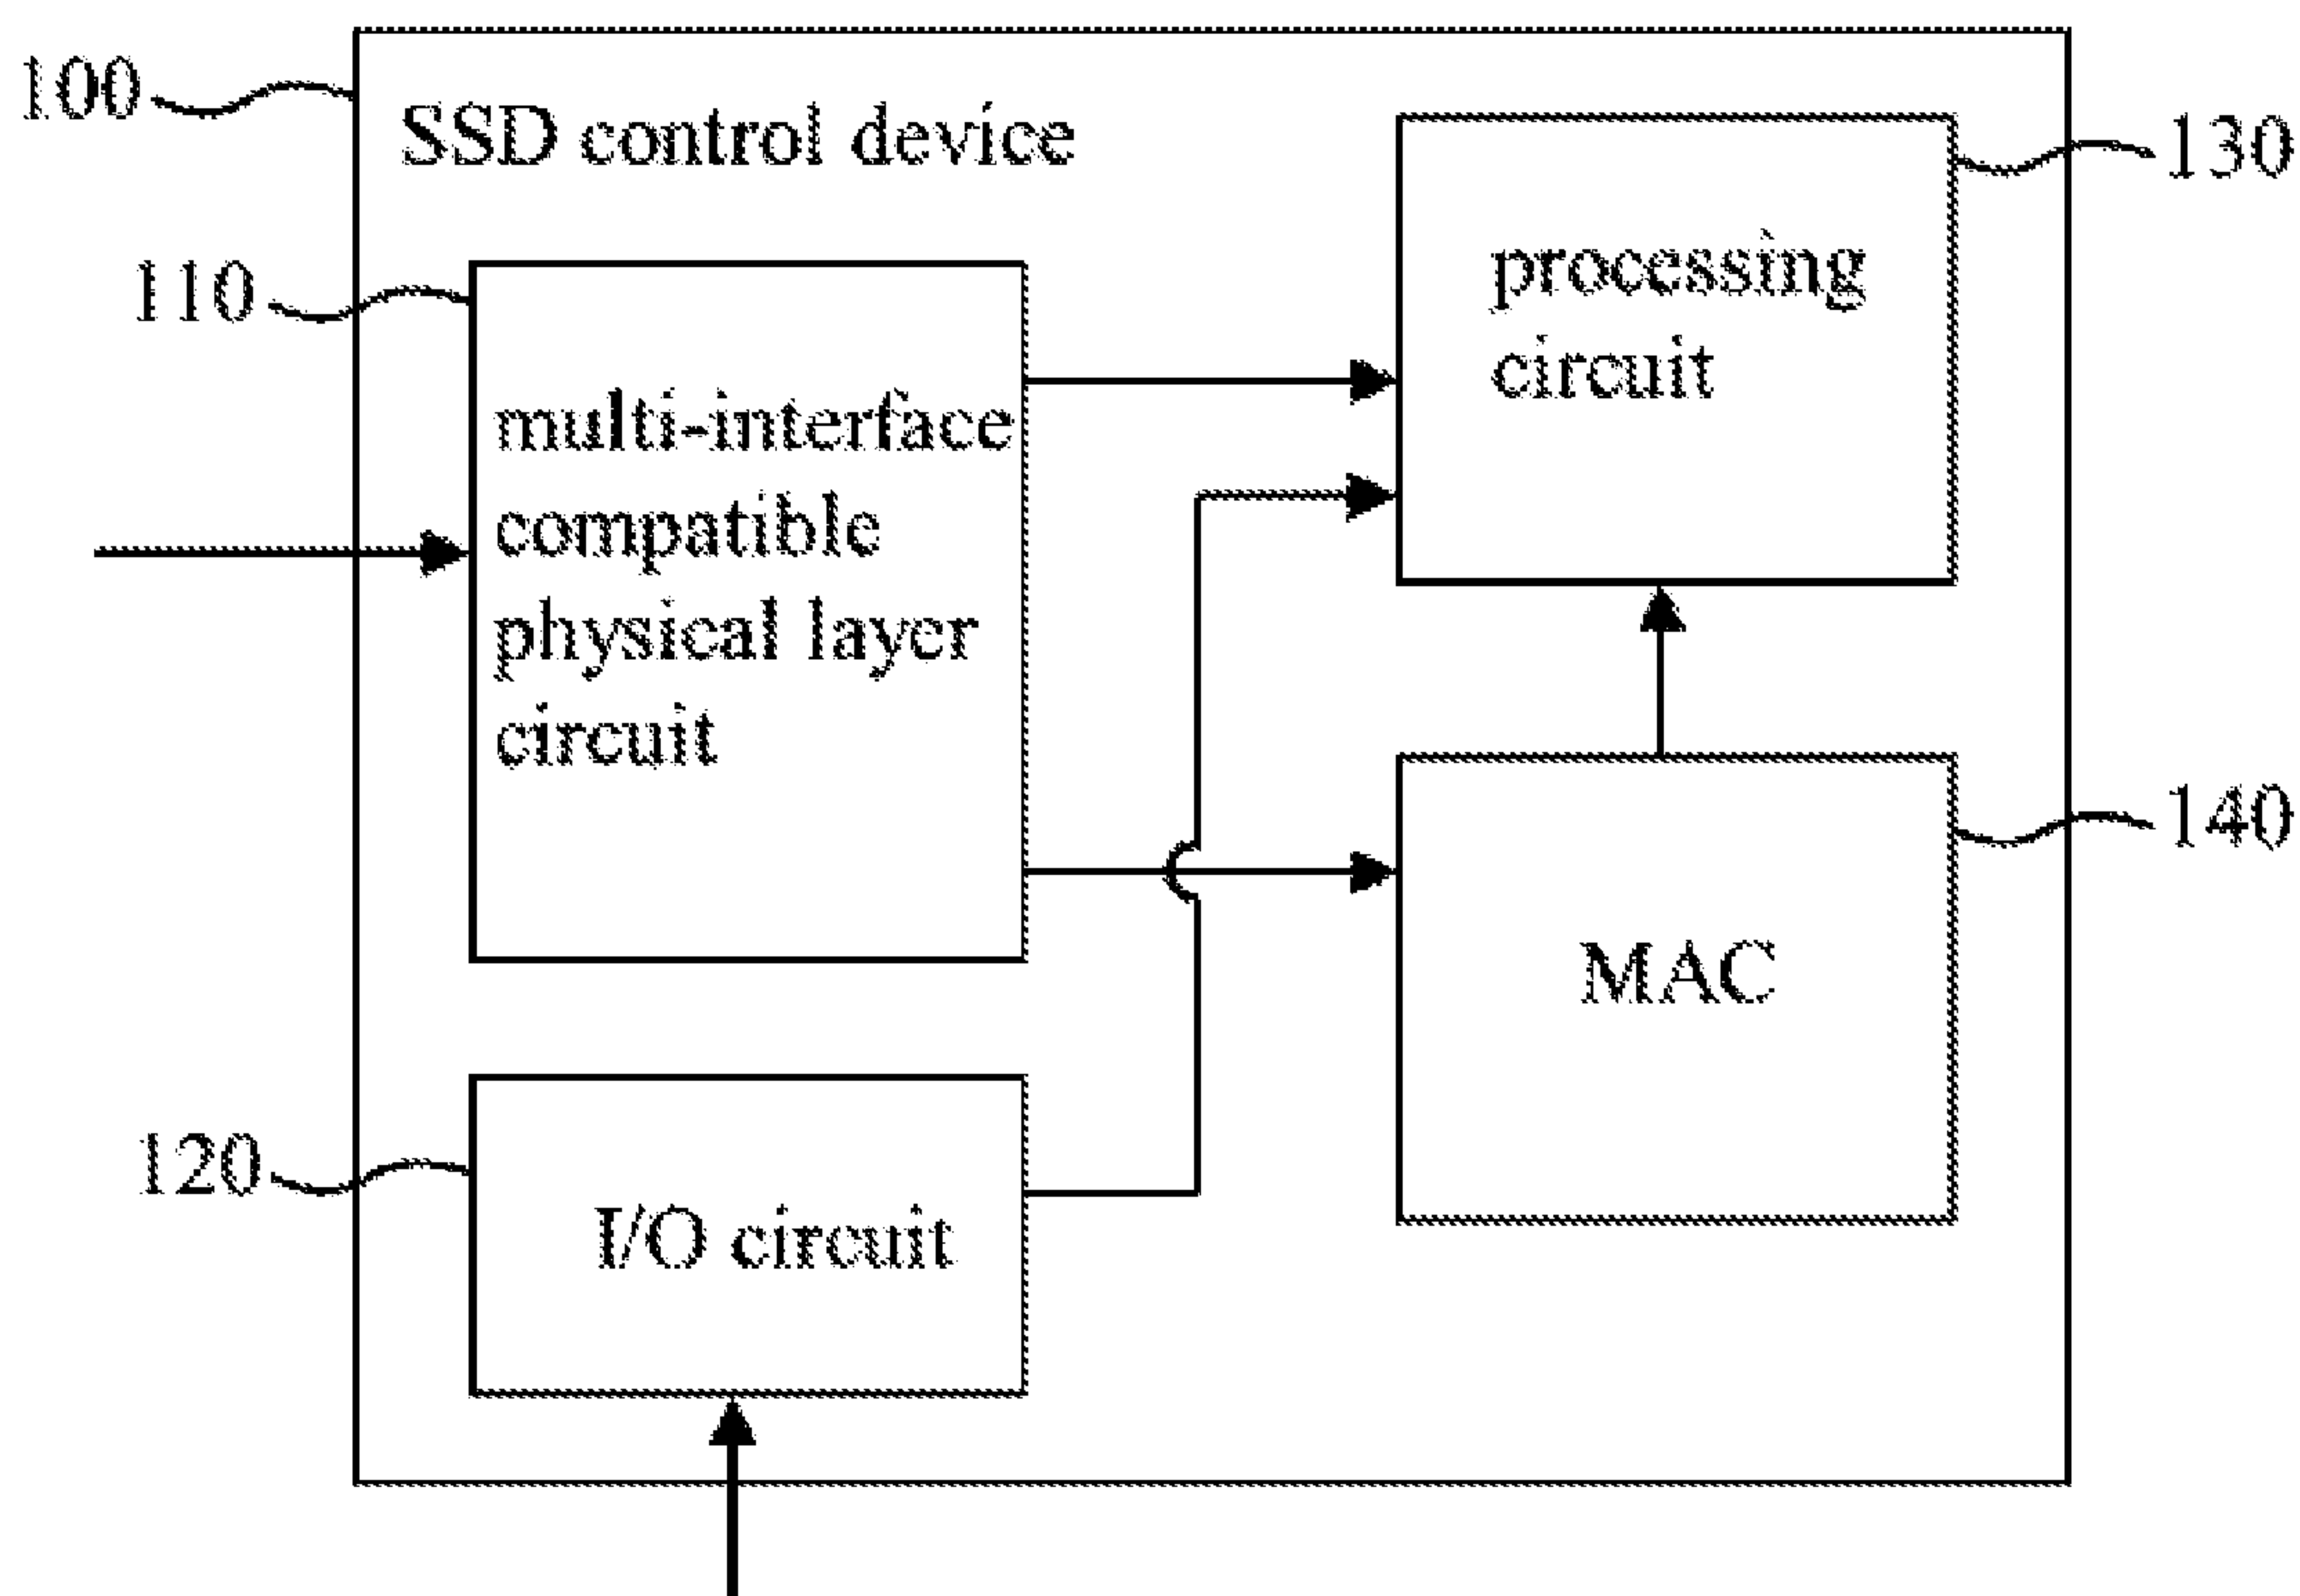 100
SSD control device
130
110
processing
circuit
multi-interface
compatible
physical layer
circuit
140
MAC
120
I/O circuit